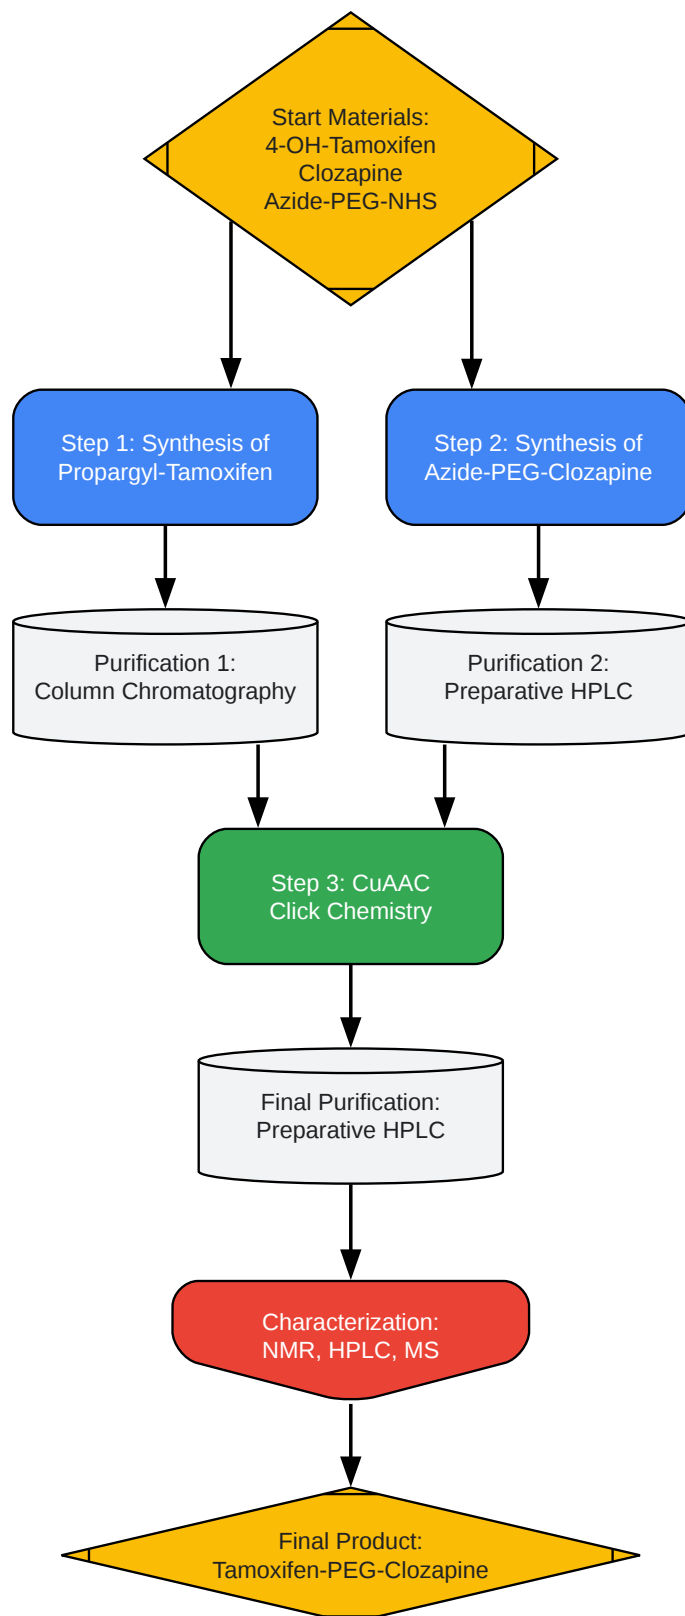 Start Materials:
4-OH-Tamoxifen
Clozapine
Azide-PEG-NHS
Step 1: Synthesis of
Propargyl-Tamoxifen
Step 2: Synthesis of
Azide-PEG-Clozapine
Purification 1:
Column Chromatography
Purification 2:
Preparative HPLC
Step 3: CuAAC
Click Chemistry
Final Purification:
Preparative HPLC
Characterization:
NMR, HPLC, MS
Final Product:
Tamoxifen-PEG-Clozapine